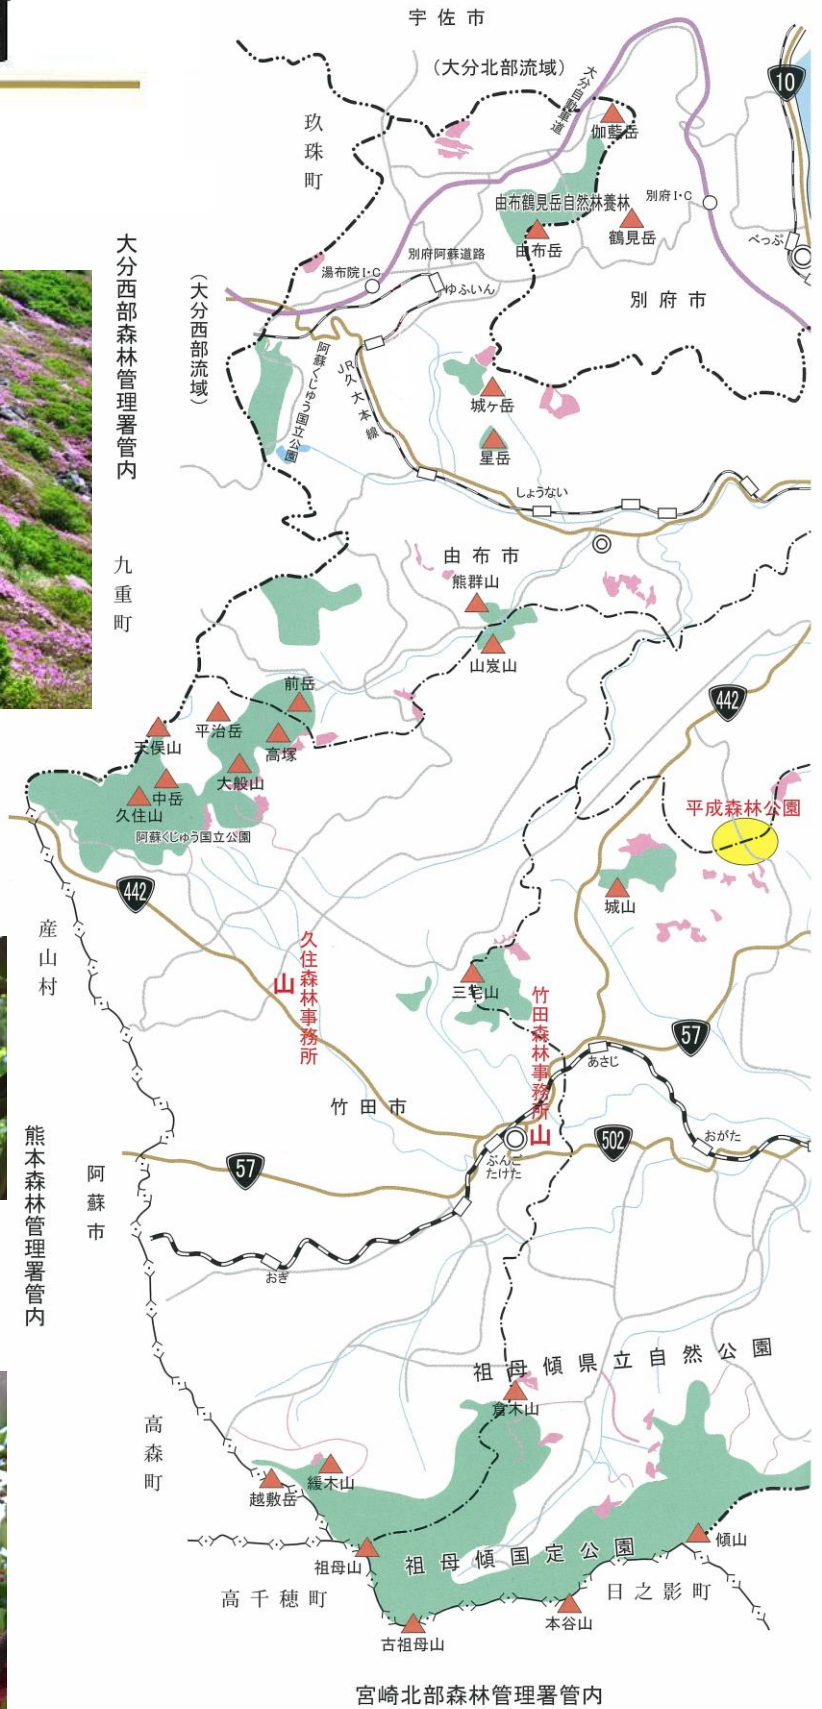 宇佐市
(大分北部流域)
大分自動車道
10
玖珠町
伽藍岳
由布鶴見岳自然休養林
別府I・C
由布岳
鶴見岳
べっぷ
大分西部森林管理署管内
(大分西部流域)
別府阿蘇道路
湯布院I・C
ゆふいん
別府市
阿蘇くじゅう国立公園
JR久大本線
城ヶ岳
星岳
しょうない
由布市
九重町
熊群山
山岌山
442
前岳
平治岳
天俣山
高塚
大船山
中岳
久住山
阿蘇くじゅう国立公園
平成森林公園
442
城山
産山村
久住森林事務所
山
三宅山
竹田森林事務所
山
57
あさじ
竹田市
502
おがた
ぶんご
たけた
57
熊本森林管理署管内
阿蘇市
おぎ
祖母傾県立自然公園
倉木山
高森町
緩木山
越敷岳
傾山
祖母山
祖母傾国定公園
高千穂町
日之影町
本谷山
古祖母山
宮崎北部森林管理署管内